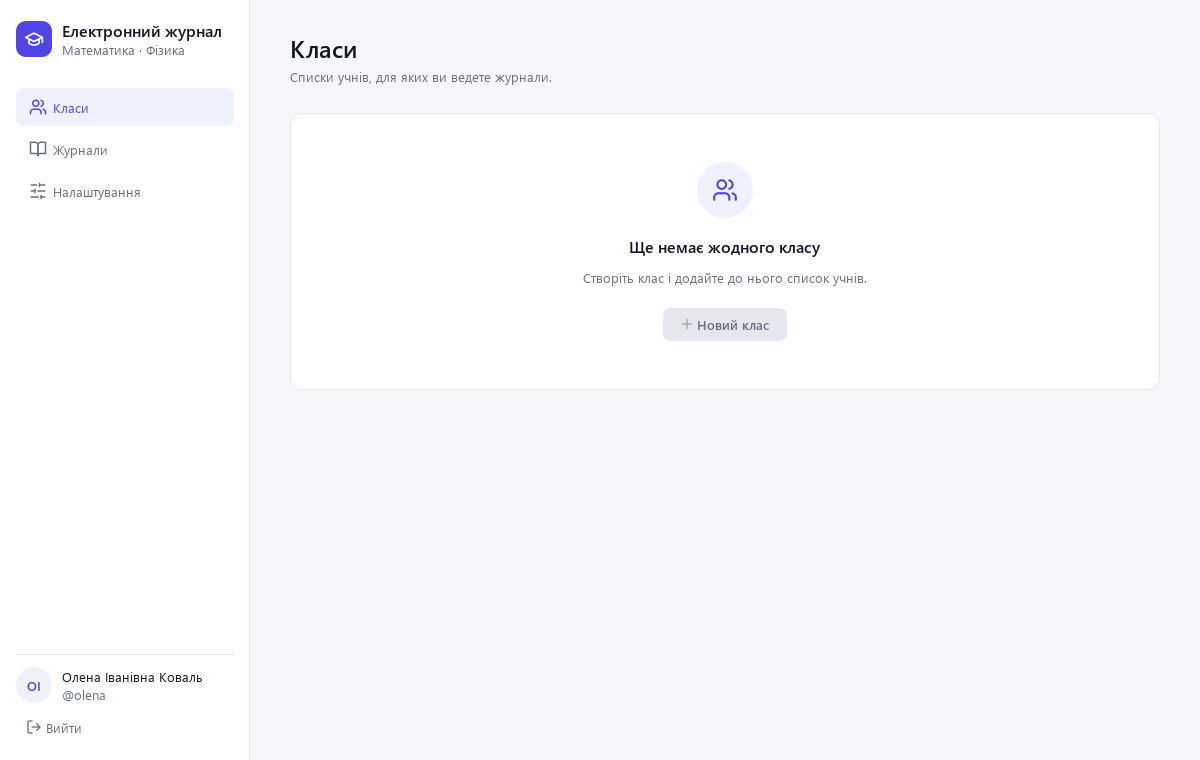 Електронний журнал
Математика · Фізика
Класи
Журнали
Налаштування
ОІ
Олена Іванівна Коваль
@olena
Вийти
Класи
Списки учнів, для яких ви ведете журнали.
Ще немає жодного класу
Створіть клас і додайте до нього список учнів.
Новий клас